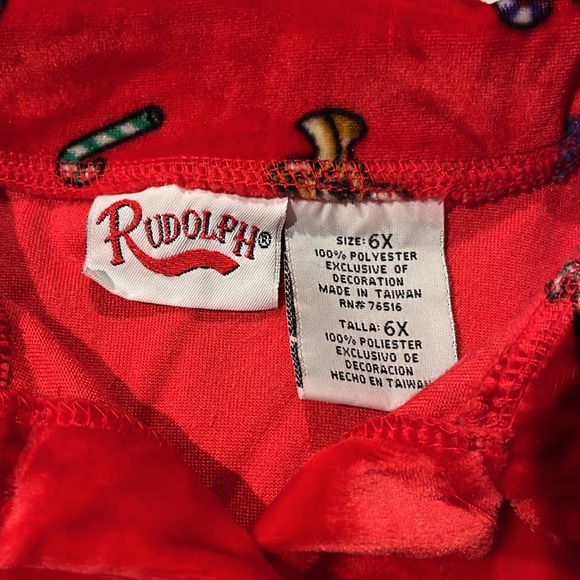 RUDOLPH®
SIZE: 6X
100% POLYESTER
EXCLUSIVE OF
DECORATION
MADE IN TAIWAN
RN# 76516
TALLA: 6X
100% POLIESTER
EXCLUSIVO DE
DECORACION
HECHO EN TAIWAN